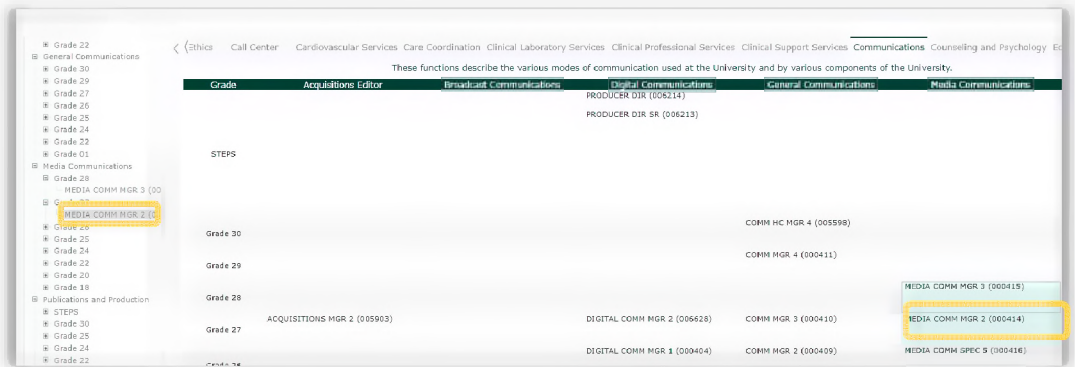 Grade 22
General Communications
Grade 30
Grade 29
Grade 27
Grade 26
Grade 25
Grade 24
Grade 22
Grade 01
Media Communications
Grade 28
MEDIA COMM MGR 3 (00
MEDIA COMM MGR 2 (0
Grade 26
Grade 25
Grade 24
Grade 22
Grade 20
Grade 18
Publications and Production
STEPS
Grade 30
Grade 25
Grade 24
Grade 22
Ethics Call Center Cardiovascular Services Care Coordination Clinical Laboratory Services Clinical Professional Services Clinical Support Services Communications Counseling and Psychology
These functions describe the various modes of communication used at the University and by various components of the University.
Grade Acquisitions Editor Broadcast Communications Digital Communications General Communications Media Communications
PRODUCER DIR (006214)
PRODUCER DIR SR (006213)
STEPS
COMM HC MGR 4 (005598)
Grade 30
COMM MGR 4 (000411)
Grade 29
MEDIA COMM MGR 3 (000415)
Grade 28
ACQUISITIONS MGR 2 (005903) DIGITAL COMM MGR 2 (006628) COMM MGR 3 (000410) MEDIA COMM MGR 2 (000414)
Grade 27
DIGITAL COMM MGR 1 (000404) COMM MGR 2 (000409) MEDIA COMM SPEC 5 (000416)
Grade 26